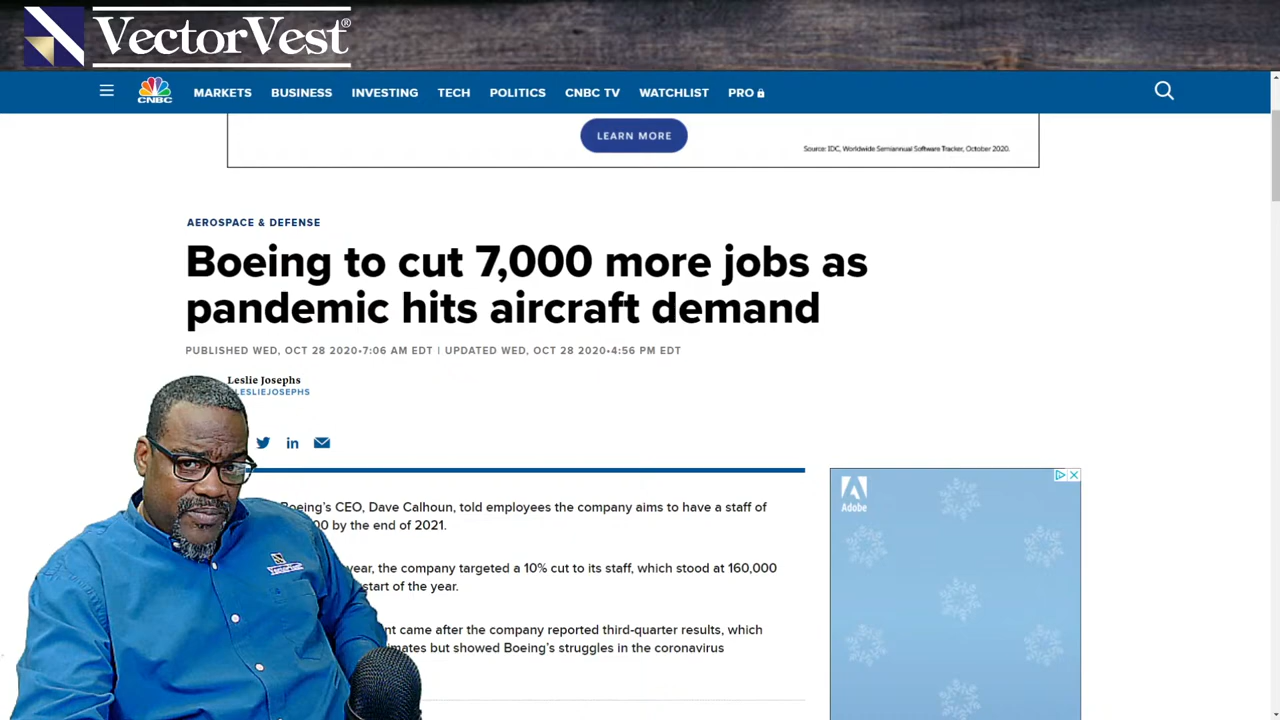 VectorVest®
CNBC
MARKETS BUSINESS INVESTING TECH POLITICS CNBC TV WATCHLIST PRO
LEARN MORE
Source: IDC, Worldwide Semiannual Software Tracker, October 2020.
AEROSPACE & DEFENSE
Boeing to cut 7,000 more jobs as
pandemic hits aircraft demand
PUBLISHED WED, OCT 28 2020•7:06 AM EDT | UPDATED WED, OCT 28 2020•4:56 PM EDT
Leslie Josephs
LESLIEJOSEPHS
Boeing's CEO, Dave Calhoun, told employees the company aims to have a staff of
by the end of 2021.
year, the company targeted a 10% cut to its staff, which stood at 160,000
start of the year.
came after the company reported third-quarter results, which
but showed Boeing's struggles in the coronavirus
Adobe
VectorVest